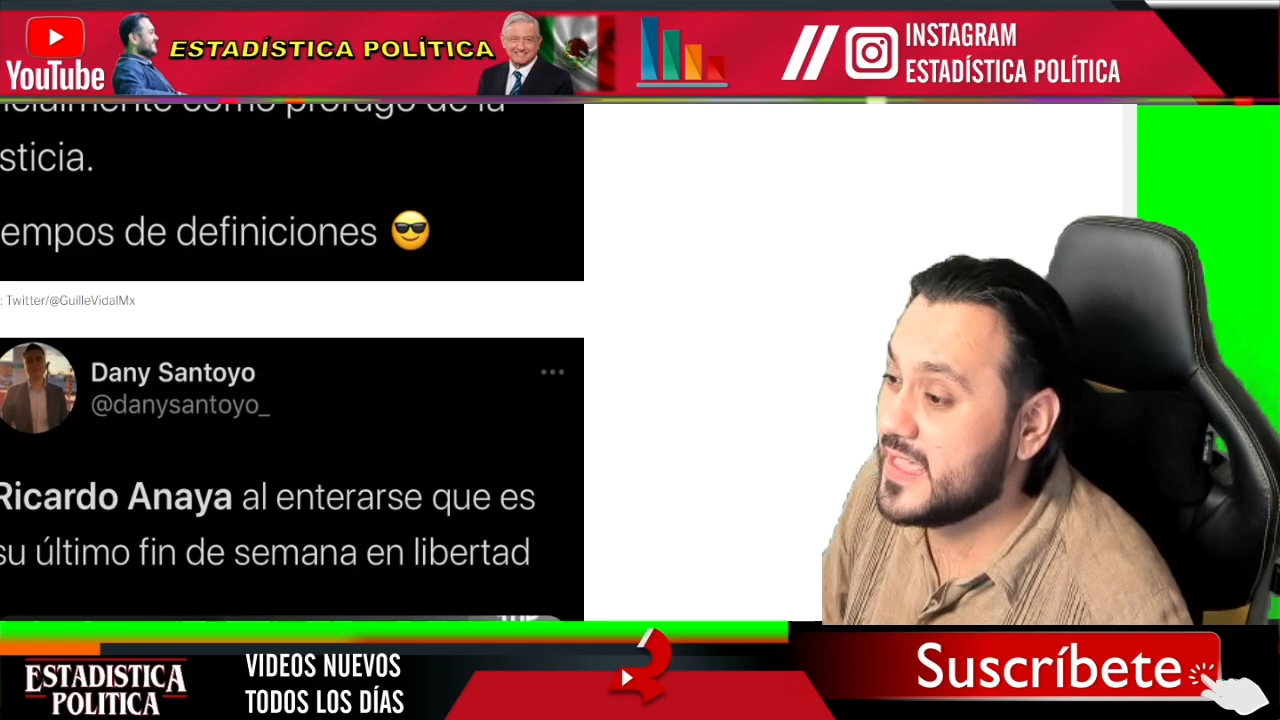 YouTube
ESTADÍSTICA POLÍTICA
INSTAGRAM
ESTADÍSTICA POLÍTICA
sticia.
empos de definiciones 😎
: Twitter/@GuilleVidalMx
Dany Santoyo
@danysantoyo_
Ricardo Anaya al enterarse que es
su último fin de semana en libertad
ESTADISTICA
POLÍTICA
VIDEOS NUEVOS
TODOS LOS DÍAS
Suscríbete